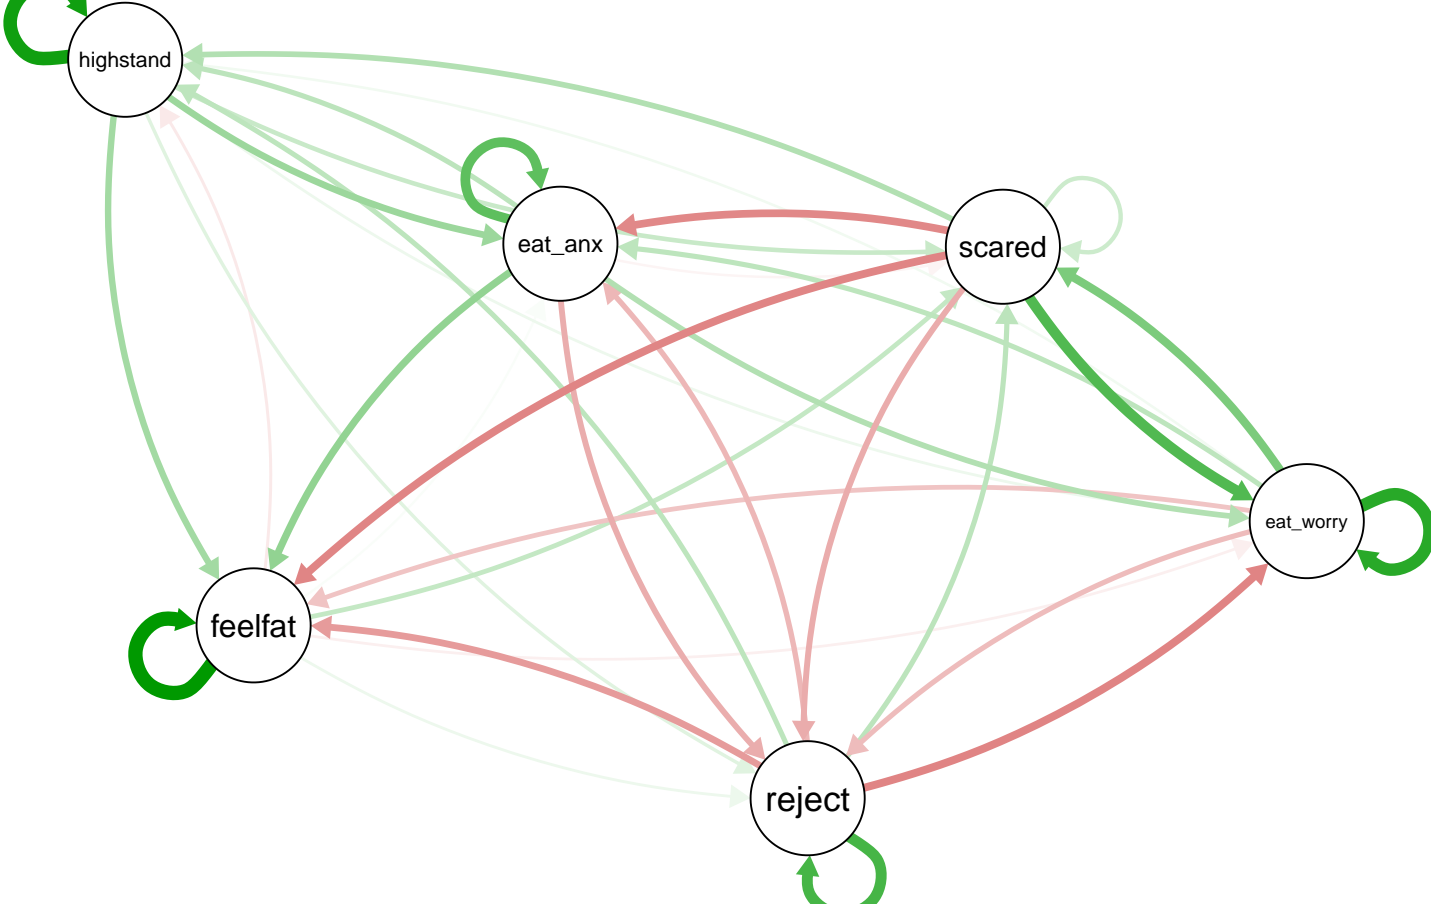 highstand
eat_anx
scared
eat_worry
feelfat
reject